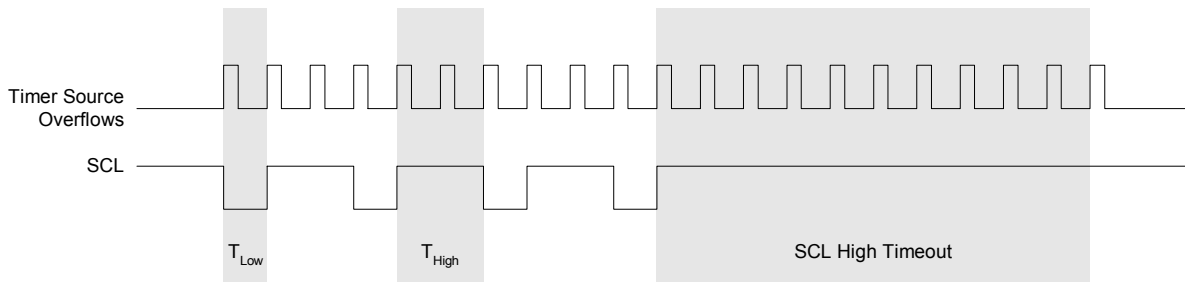 Timer Source
Overflows
SCL
TLow
THigh
SCL High Timeout